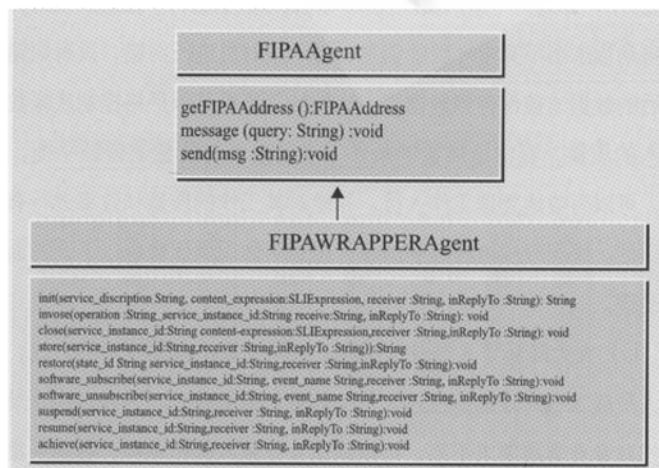 FIPAAgent
getFIPAAddress ():FIPAAddress
message (query: String) :void
send(msg :String):void
FIPAWRAPPERAgent
init(service_discription String, content_expression:SLIExpression, receiver :String, inReplyTo :String): String
invose(operation :String_service_instance_id:String receive:String, inReplyTo :String): void
close(service_instance_id:String content-expression:SLIExpression,receiver :String,inReplyTo :String): void
store(service_instance_id:String,receiver :String,inReplyTo :String)):String
restore(state_id String service_instance_id:String,receiver :String,inReplyTo :String):void
software_subscribe(service_instance_id:String, event_name String,receiver :String, inReplyTo :String):void
software_unsubscribe(service_instance_id:String, event_name String,receiver :String, inReplyTo :String):void
suspend(service_instance_id:String,receiver :String, inReplyTo :String):void
resume(service_instance_id:String,receiver :String, inReplyTo :String):void
achieve(service_instance_id:String,receiver :String, inReplyTo :String):void